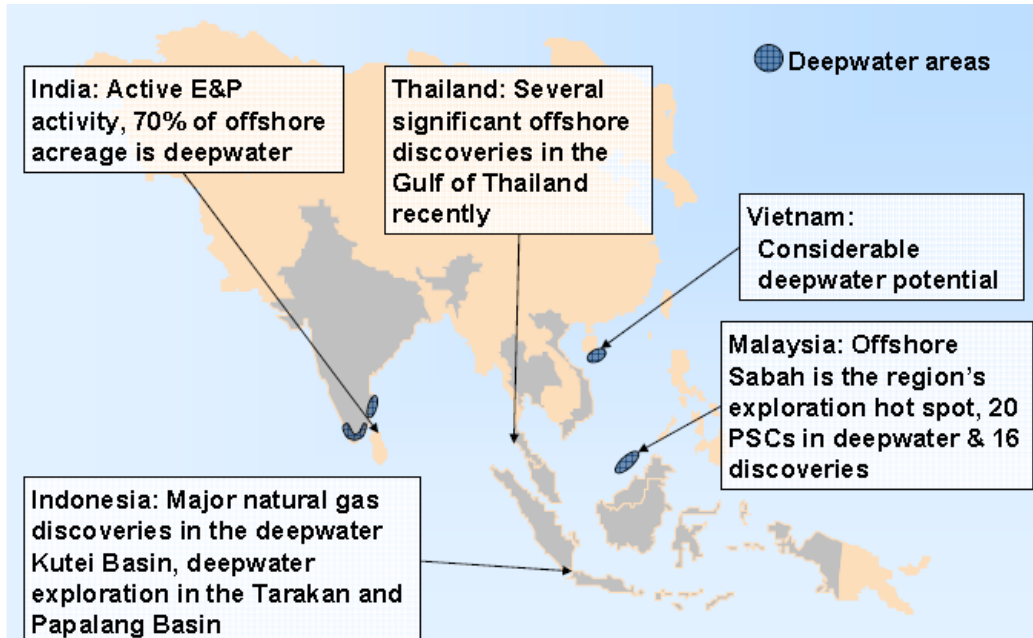 Deepwater areas
India: Active E&P
activity, 70% of offshore
acreage is deepwater
Thailand: Several
significant offshore
discoveries in the
Gulf of Thailand
recently
Vietnam:
Considerable
deepwater potential
Malaysia: Offshore
Sabah is the region's
exploration hot spot, 20
PSCs in deepwater & 16
discoveries
Indonesia: Major natural gas
discoveries in the deepwater
Kutei Basin, deepwater
exploration in the Tarakan and
Papalang Basin